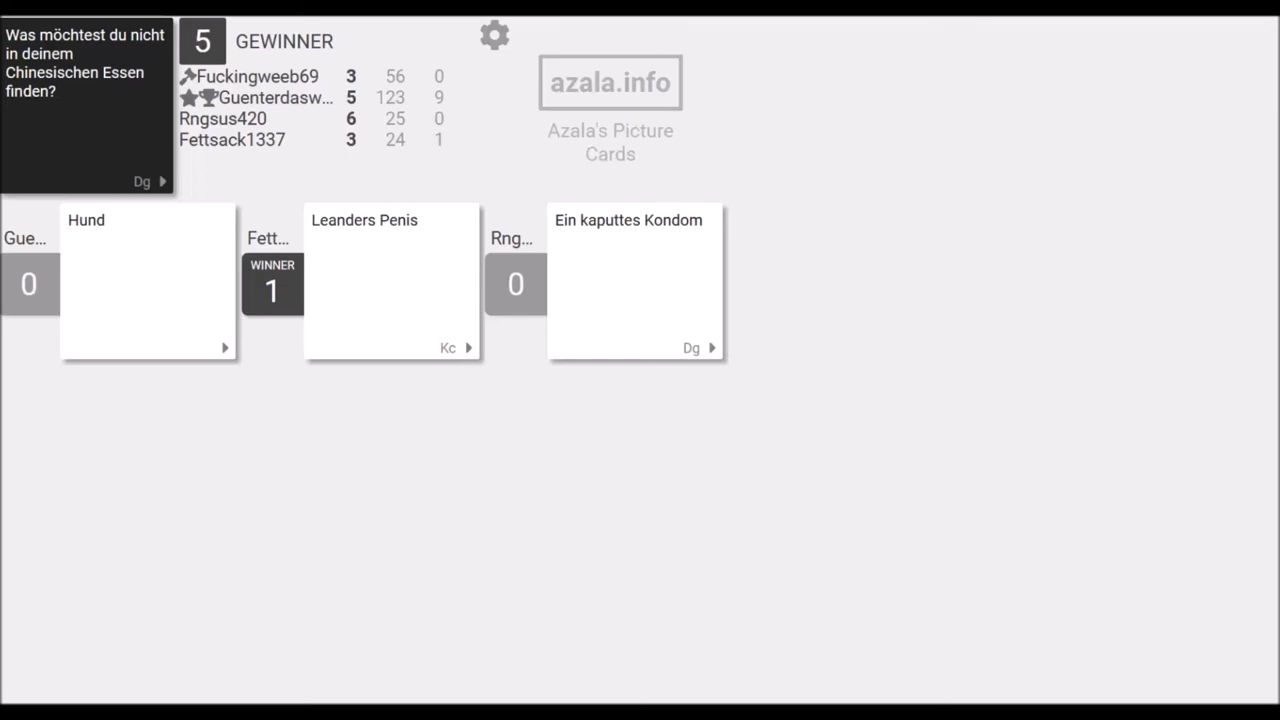 Was möchtest du nicht
in deinem
Chinesischen Essen
finden?
Dg
5 GEWINNER
Fuckingweeb69 3 56 0
Guenterdasw... 5 123 9
Rngsus420 6 25 0
Fettsack1337 3 24 1
azala.info
Azala's Picture
Cards
Gue...
0
Hund
Fett...
WINNER
1
Leanders Penis
Kc
Rng...
0
Ein kaputtes Kondom
Dg